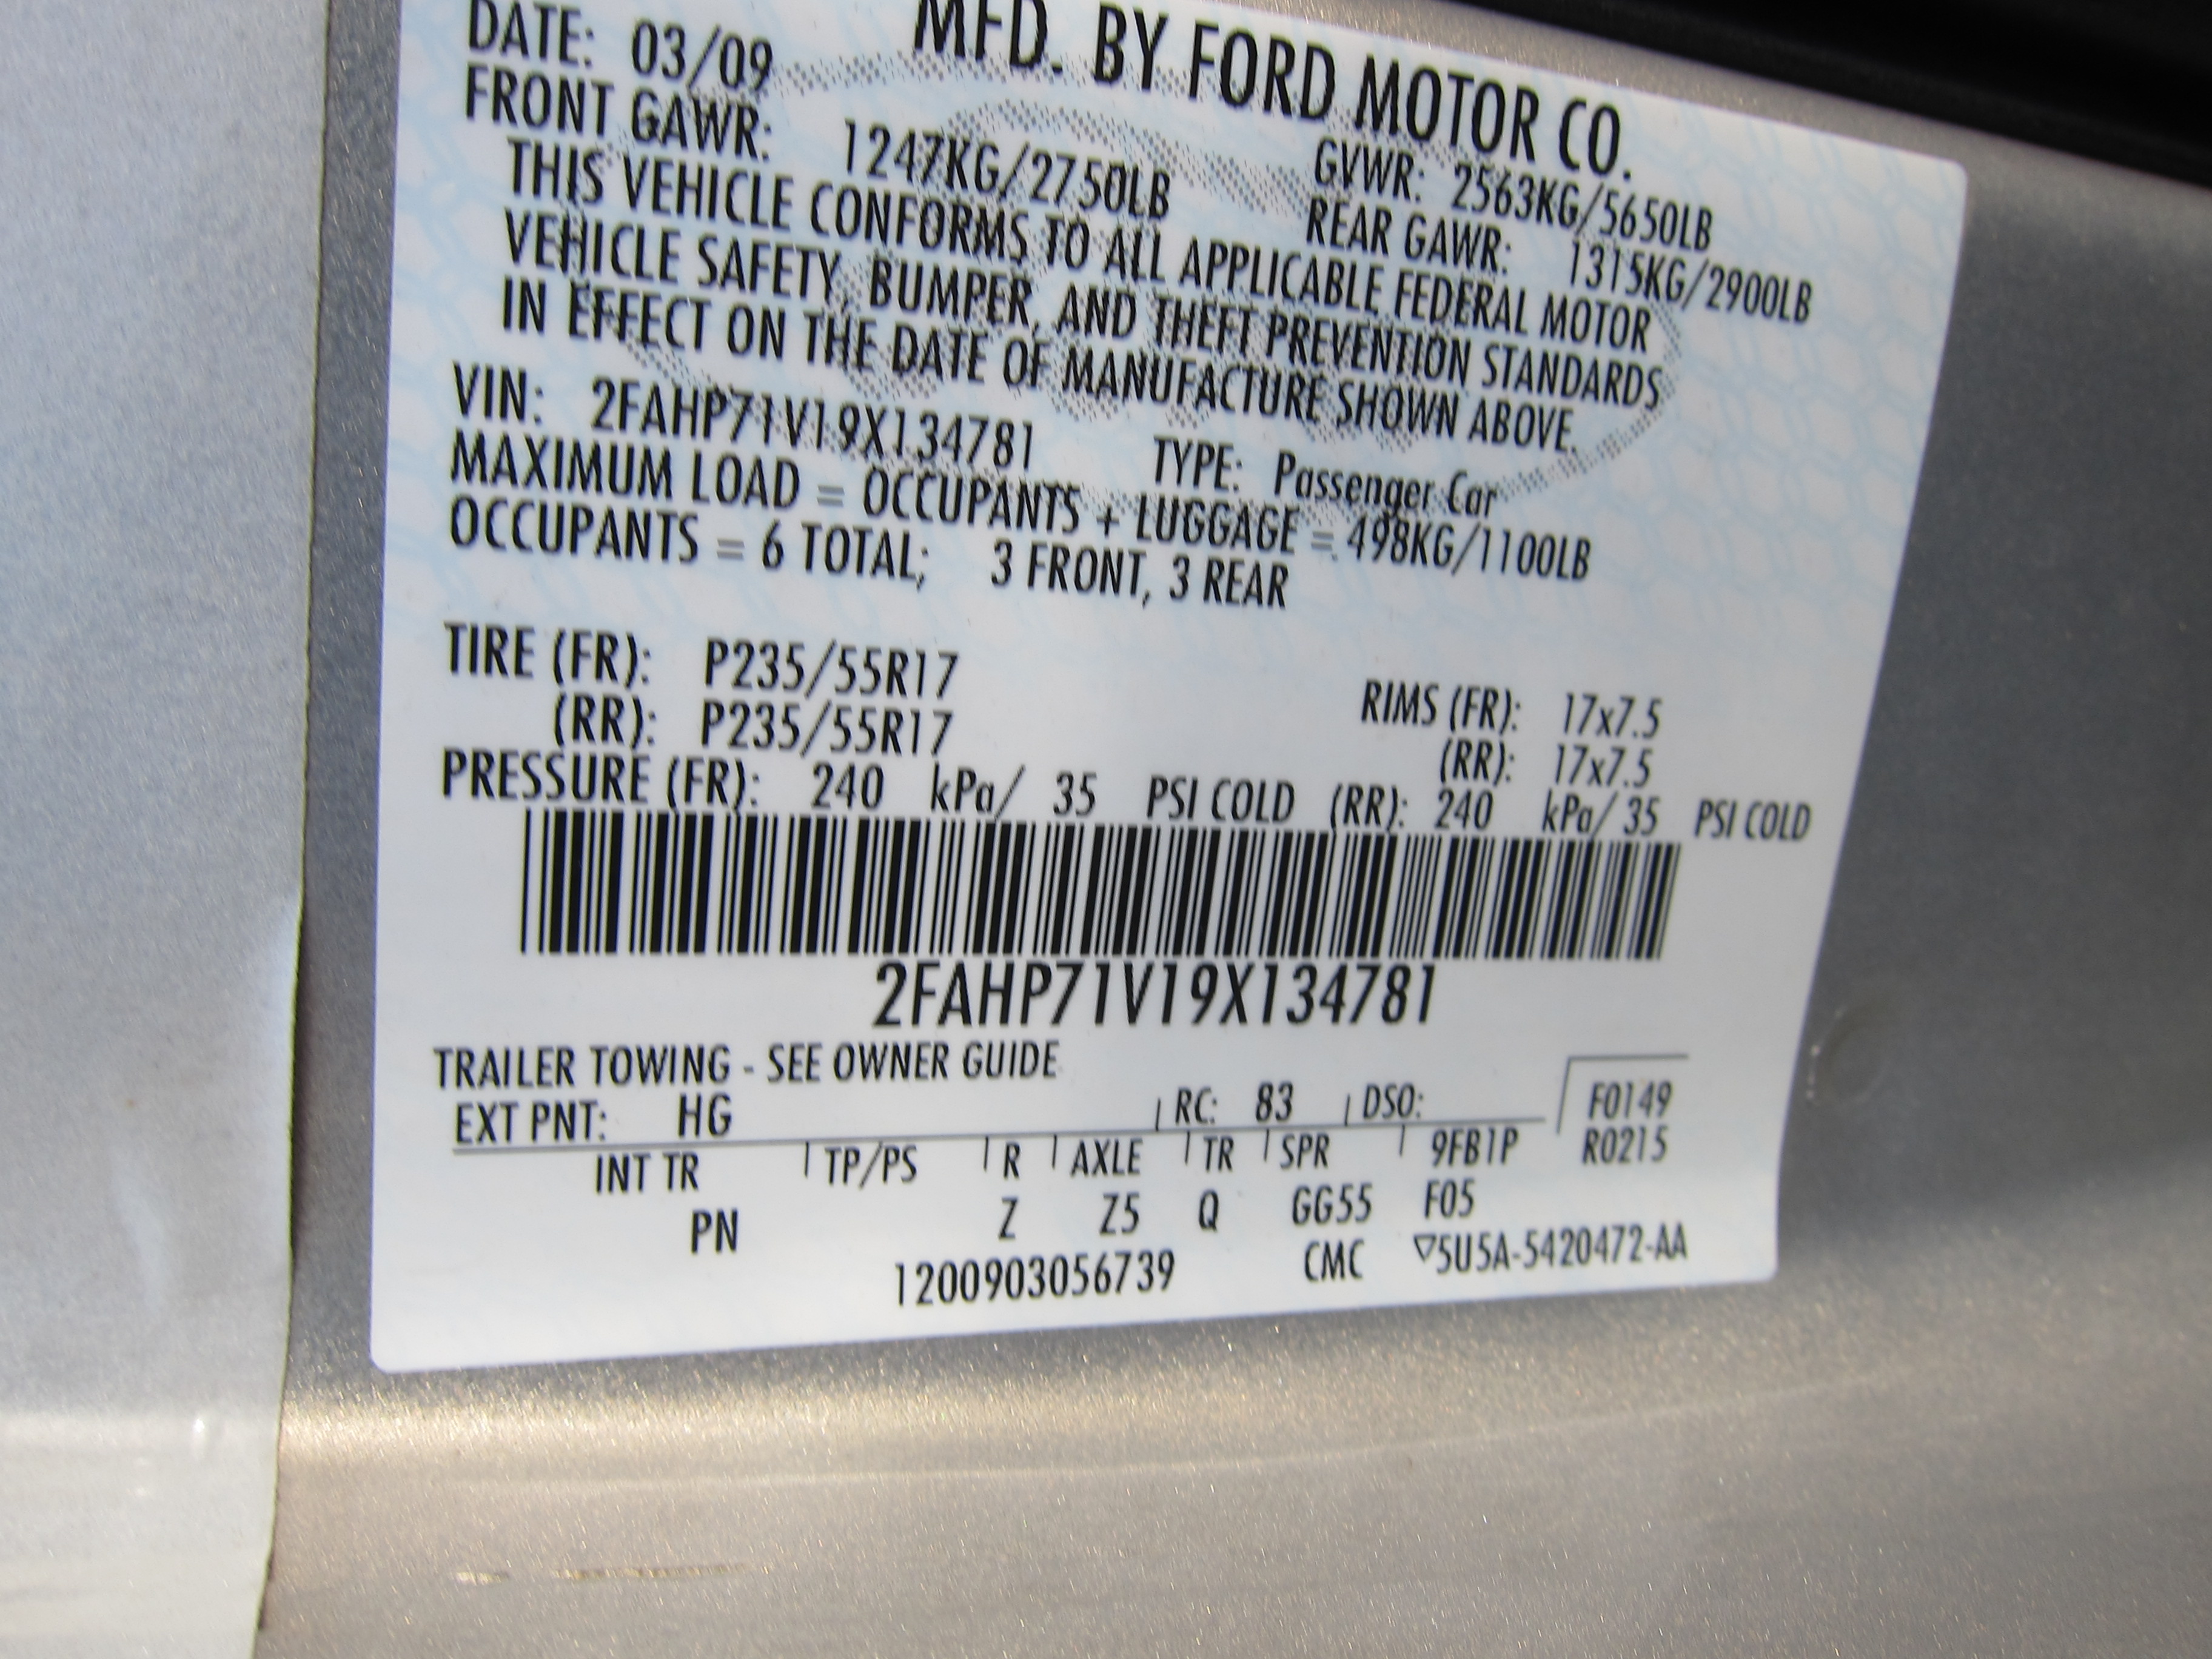 MFD. BY FORD MOTOR CO.
DATE: 03/09
GVWR: 2563KG/5650LB
FRONT GAWR: 1247KG/2750LB
REAR GAWR: 1315KG/2900LB
THIS VEHICLE CONFORMS TO ALL APPLICABLE FEDERAL MOTOR
VEHICLE SAFETY, BUMPER, AND THEFT PREVENTION STANDARDS
IN EFFECT ON THE DATE OF MANUFACTURE SHOWN ABOVE.
VIN: 2FAHP71V19X134781 TYPE: Passenger Car
MAXIMUM LOAD = OCCUPANTS + LUGGAGE = 498KG/1100LB
OCCUPANTS = 6 TOTAL; 3 FRONT, 3 REAR
TIRE (FR): P235/55R17 RIMS (FR): 17x7.5
(RR): P235/55R17 (RR): 17x7.5
PRESSURE (FR): 240 kPa/ 35 PSI COLD (RR): 240 kPa/ 35 PSI COLD
2FAHP71V19X134781
TRAILER TOWING - SEE OWNER GUIDE
EXT PNT: HG RC: 83 DSO: F0149
INT TR TP/PS R AXLE TR SPR 9FB1P R0215
PN Z Z5 Q GG55 F05
1200903056739 CMC ▽5U5A-5420472-AA